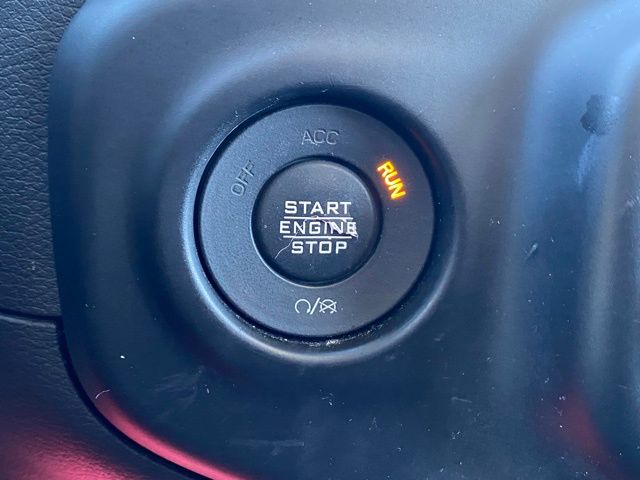 OFF
ACC
RUN
START
ENGINE
STOP